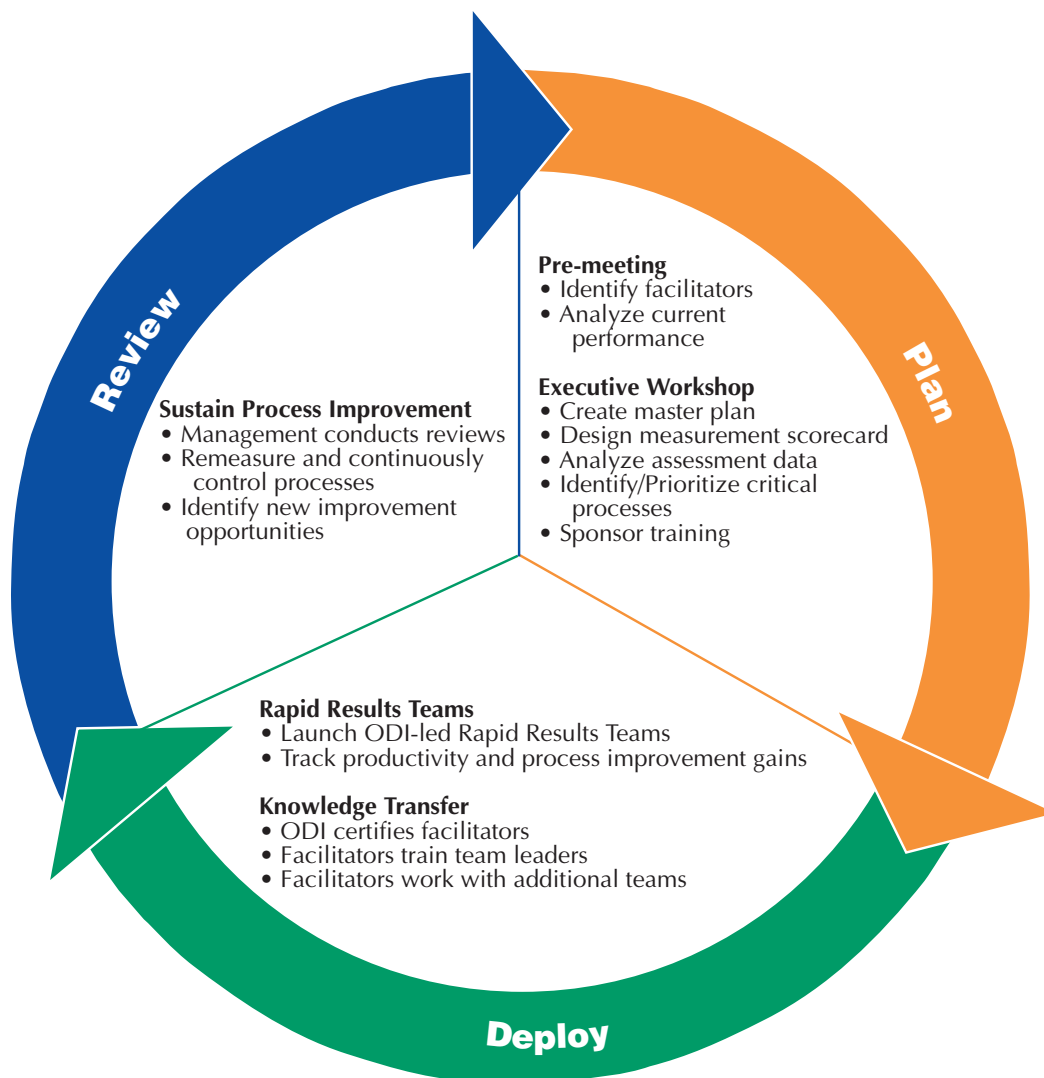 Plan
Pre-meeting
• Identify facilitators
• Analyze current
performance
Executive Workshop
• Create master plan
• Design measurement scorecard
• Analyze assessment data
• Identify/Prioritize critical
processes
• Sponsor training
Deploy
Rapid Results Teams
• Launch ODI-led Rapid Results Teams
• Track productivity and process improvement gains
Knowledge Transfer
• ODI certifies facilitators
• Facilitators train team leaders
• Facilitators work with additional teams
Review
Sustain Process Improvement
• Management conducts reviews
• Remeasure and continuously
control processes
• Identify new improvement
opportunities